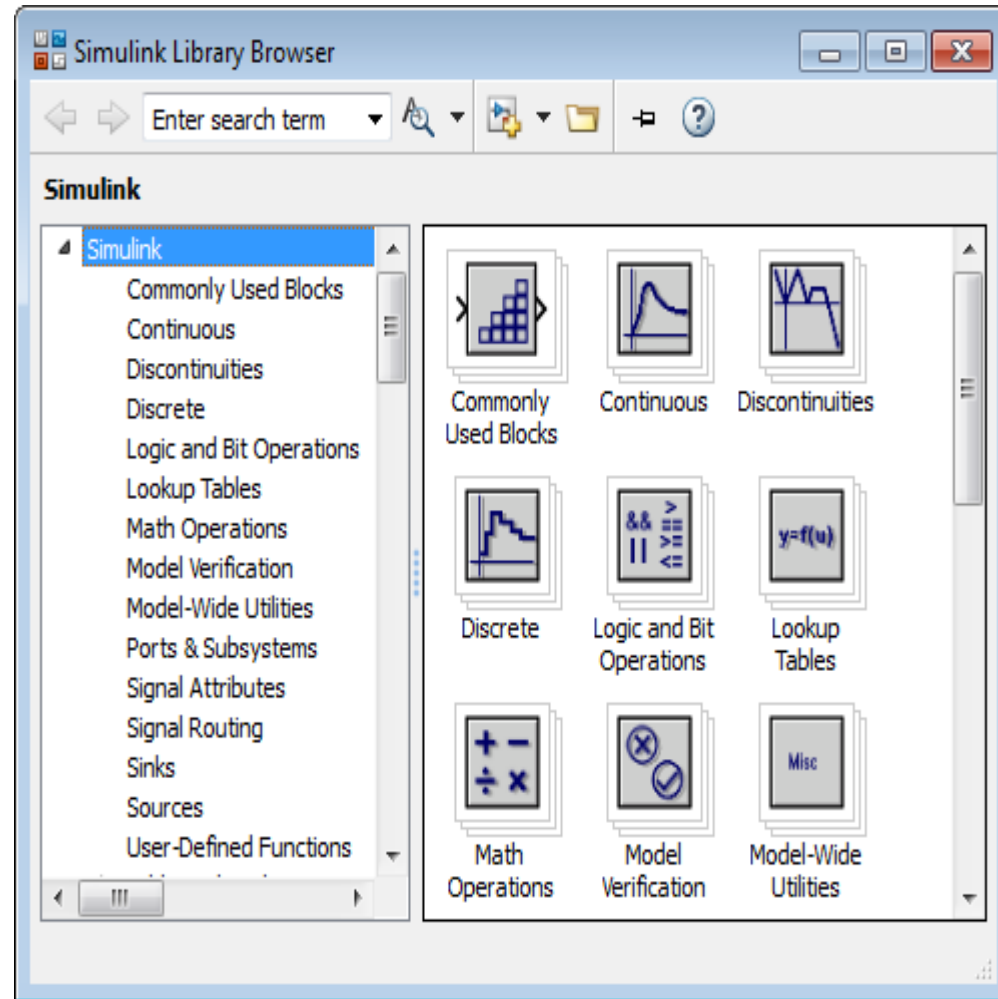 Simulink Library Browser
Enter search term
Simulink
Simulink
Commonly Used Blocks
Continuous
Discontinuities
Discrete
Logic and Bit Operations
Lookup Tables
Math Operations
Model Verification
Model-Wide Utilities
Ports & Subsystems
Signal Attributes
Signal Routing
Sinks
Sources
User-Defined Functions
Commonly
Used Blocks
Continuous
Discontinuities
&& > ==
|| >= <=
y=f(u)
Discrete
Logic and Bit
Operations
Lookup
Tables
+ −
÷ ×
Misc
Math
Operations
Model
Verification
Model-Wide
Utilities